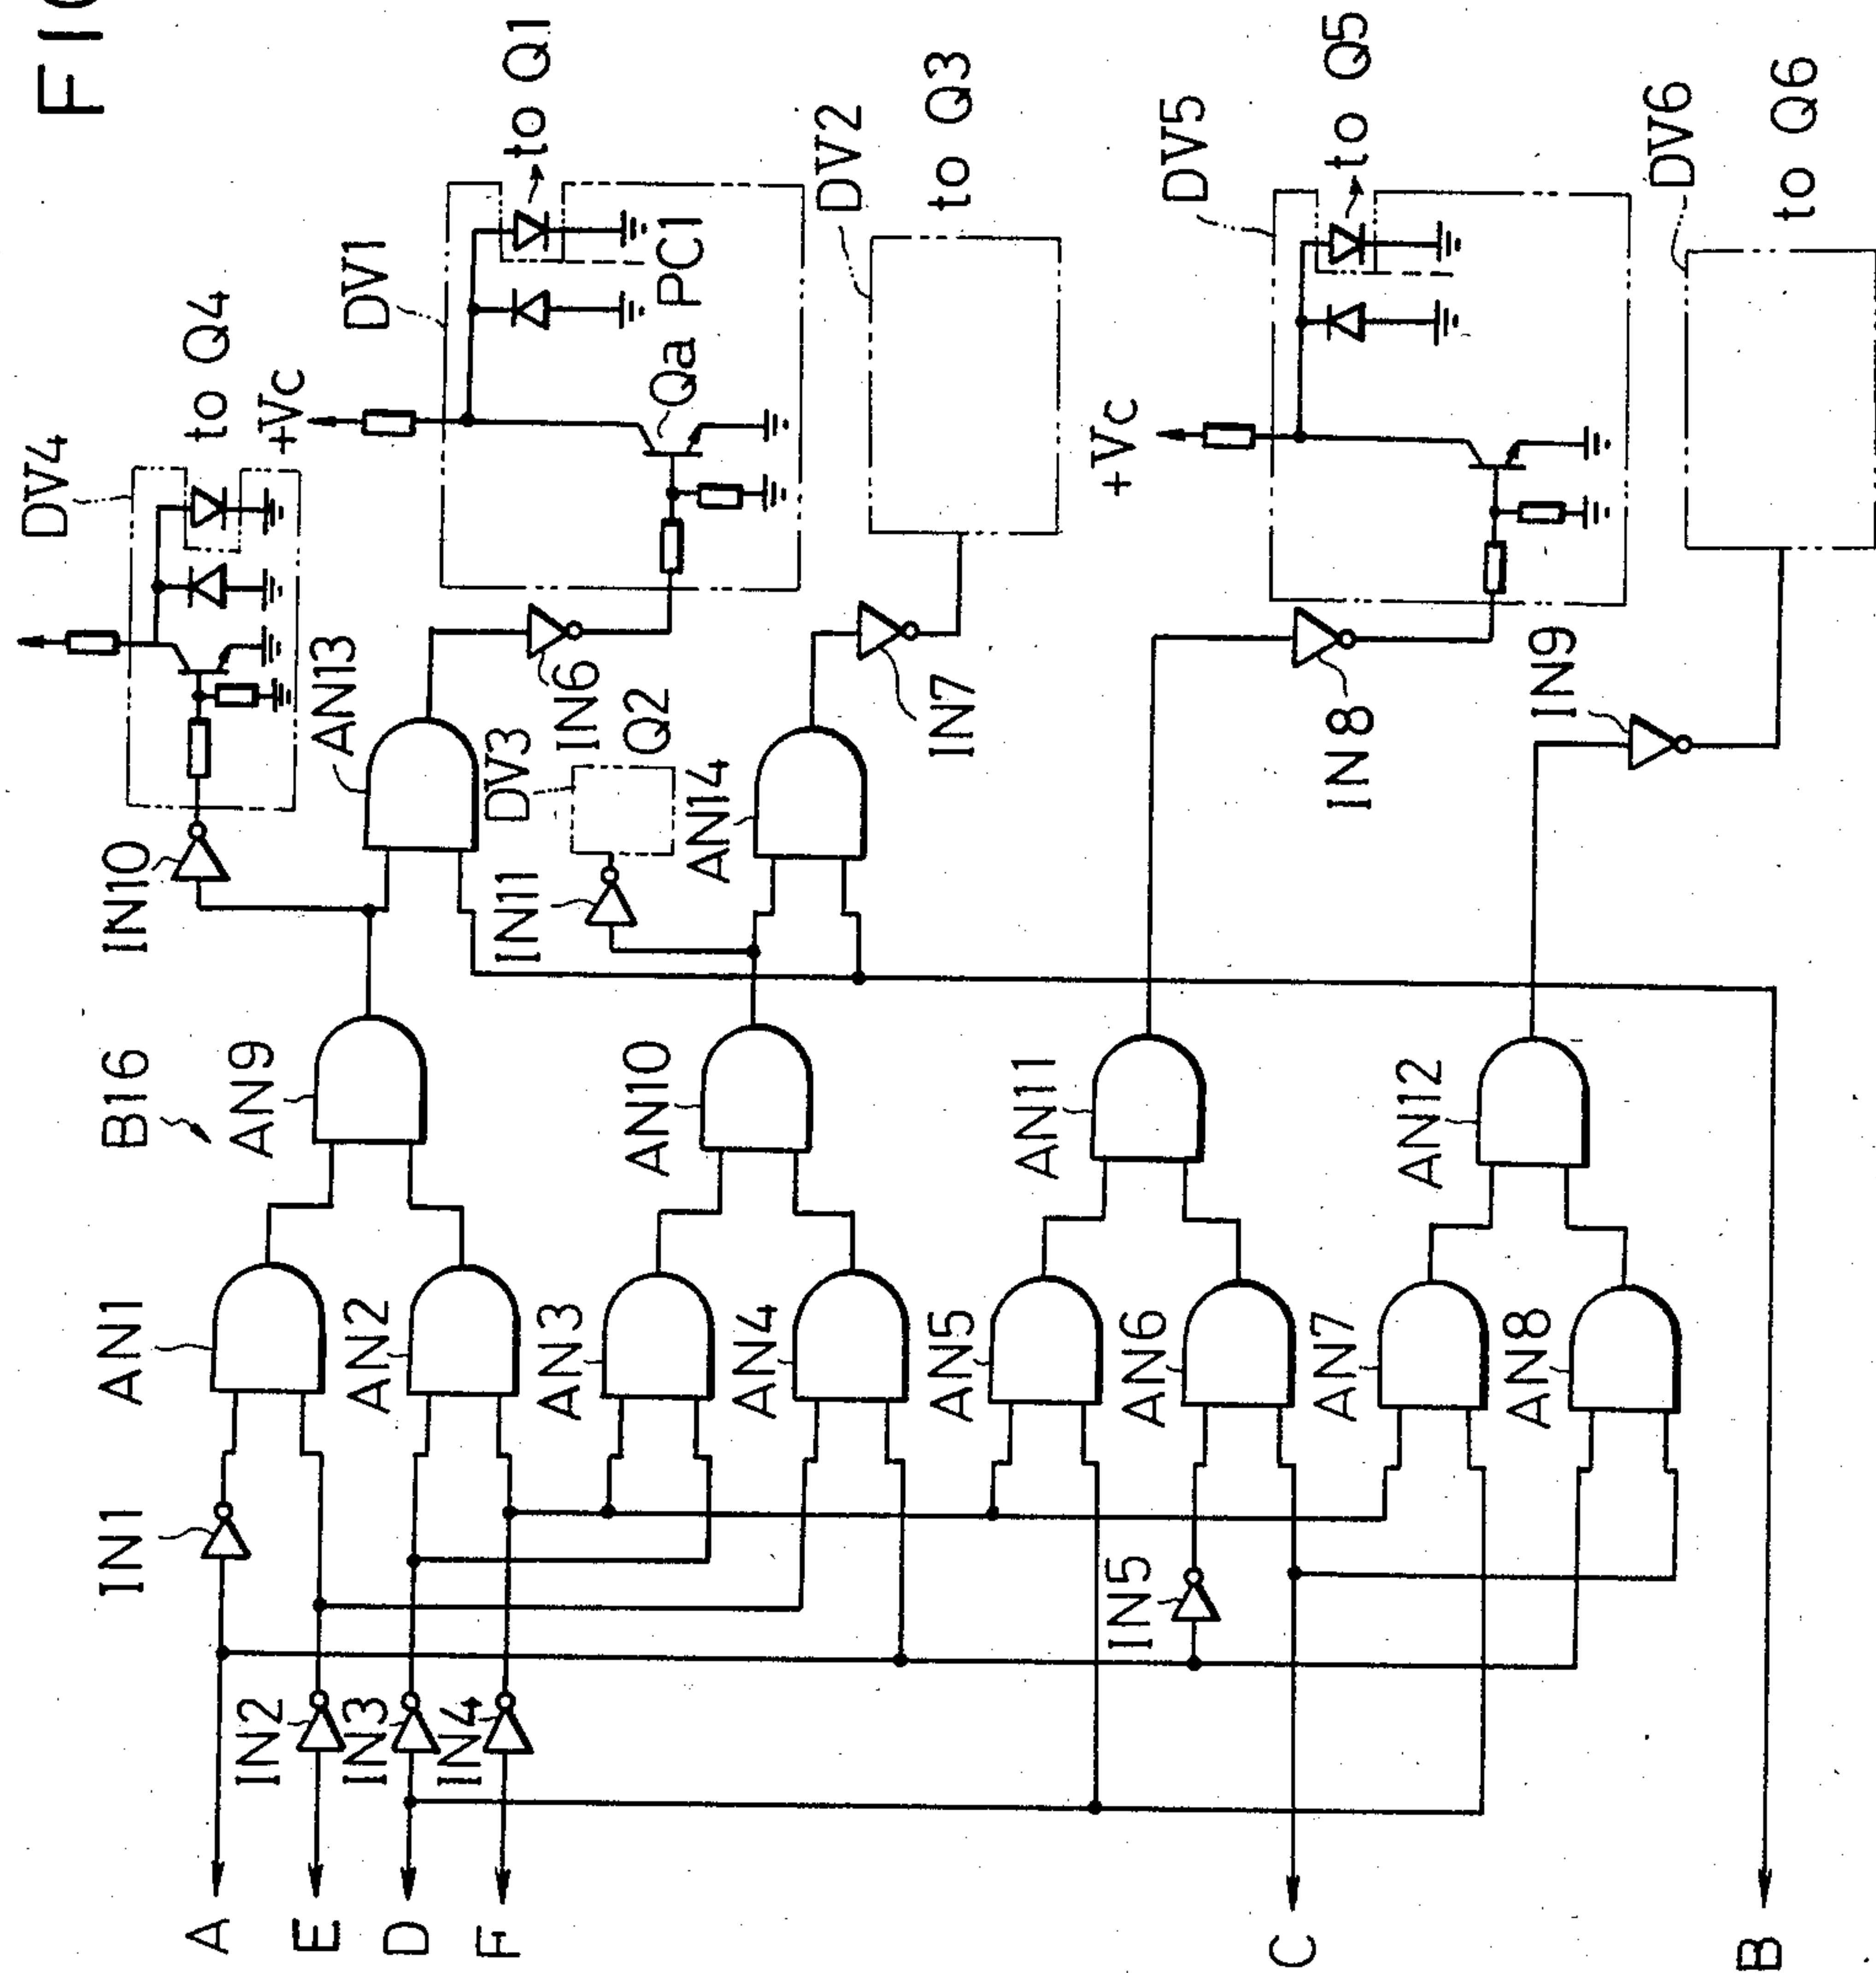 FIG
to Q1
to Q3
to Q5
to Q6
DV2
DV5
DV6
DV1
PC1
to Q4
+Vc
Qa
+Vc
DV4
AN13
IN6
Q2
IN7
IN8
IN9
DV3
AN14
IN10
IN11
B16
AN9
AN10
AN11
AN12
AN1
AN2
AN3
AN4
AN5
AN6
AN7
AN8
IN1
IN5
IN2
IN3
IN4
A
E
D
F
C
B